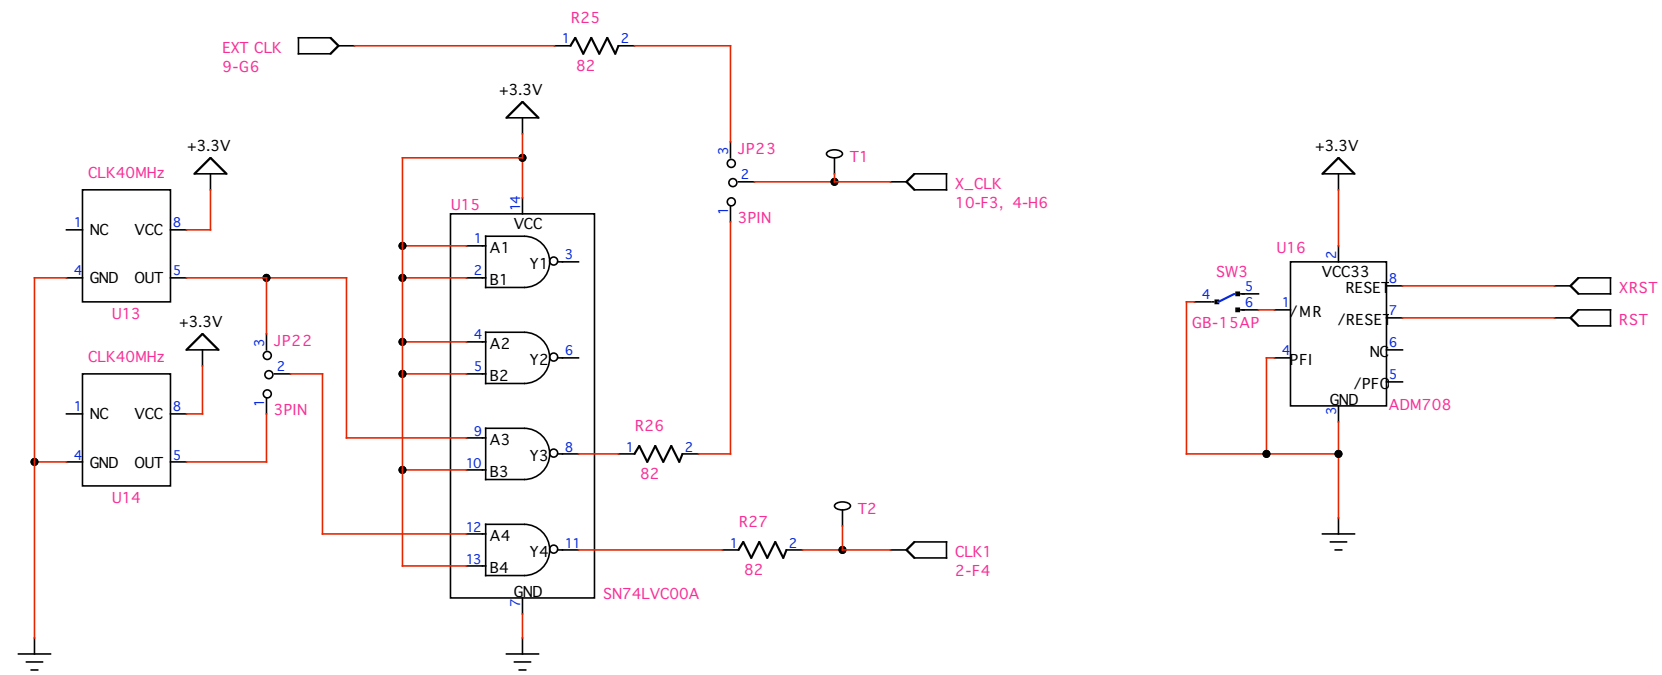 R25
EXT CLK
9-G6
1
2
82
+3.3V
+3.3V
CLK40MHz
1
NC
VCC
8
4
GND
OUT
5
U13
+3.3V
CLK40MHz
1
NC
VCC
8
4
GND
OUT
5
U14
3
JP22
2
1
3PIN
U15
14
VCC
1
A1
2
B1
Y1
3
4
A2
5
B2
Y2
6
9
A3
10
B3
Y3
8
12
A4
13
B4
Y4
11
GND
7
SN74LVC00A
R26
1
2
82
R27
1
2
82
3
JP23
2
1
3PIN
T1
X_CLK
10-F3, 4-H6
T2
CLK1
2-F4
+3.3V
U16
2
VCC33
RESET
8
XRST
SW3
4
5
6
GB-15AP
1
/MR
/RESET
7
RST
4
PFI
NC
6
/PFO
5
GND
3
ADM708